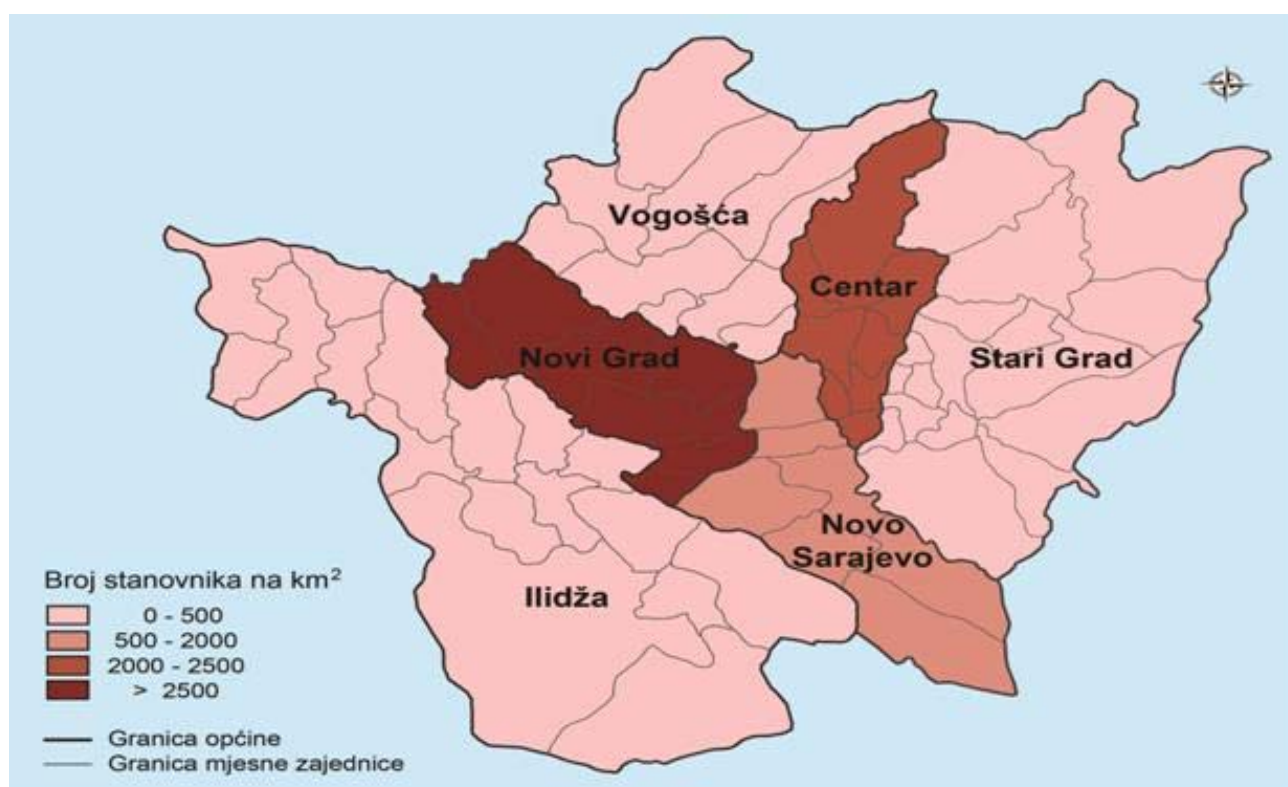 Vogošća
Centar
Novi Grad
Stari Grad
Novo
Sarajevo
Ilidža
Broj stanovnika na km²
0 - 500
500 - 2000
2000 - 2500
> 2500
Granica općine
Granica mjesne zajednice